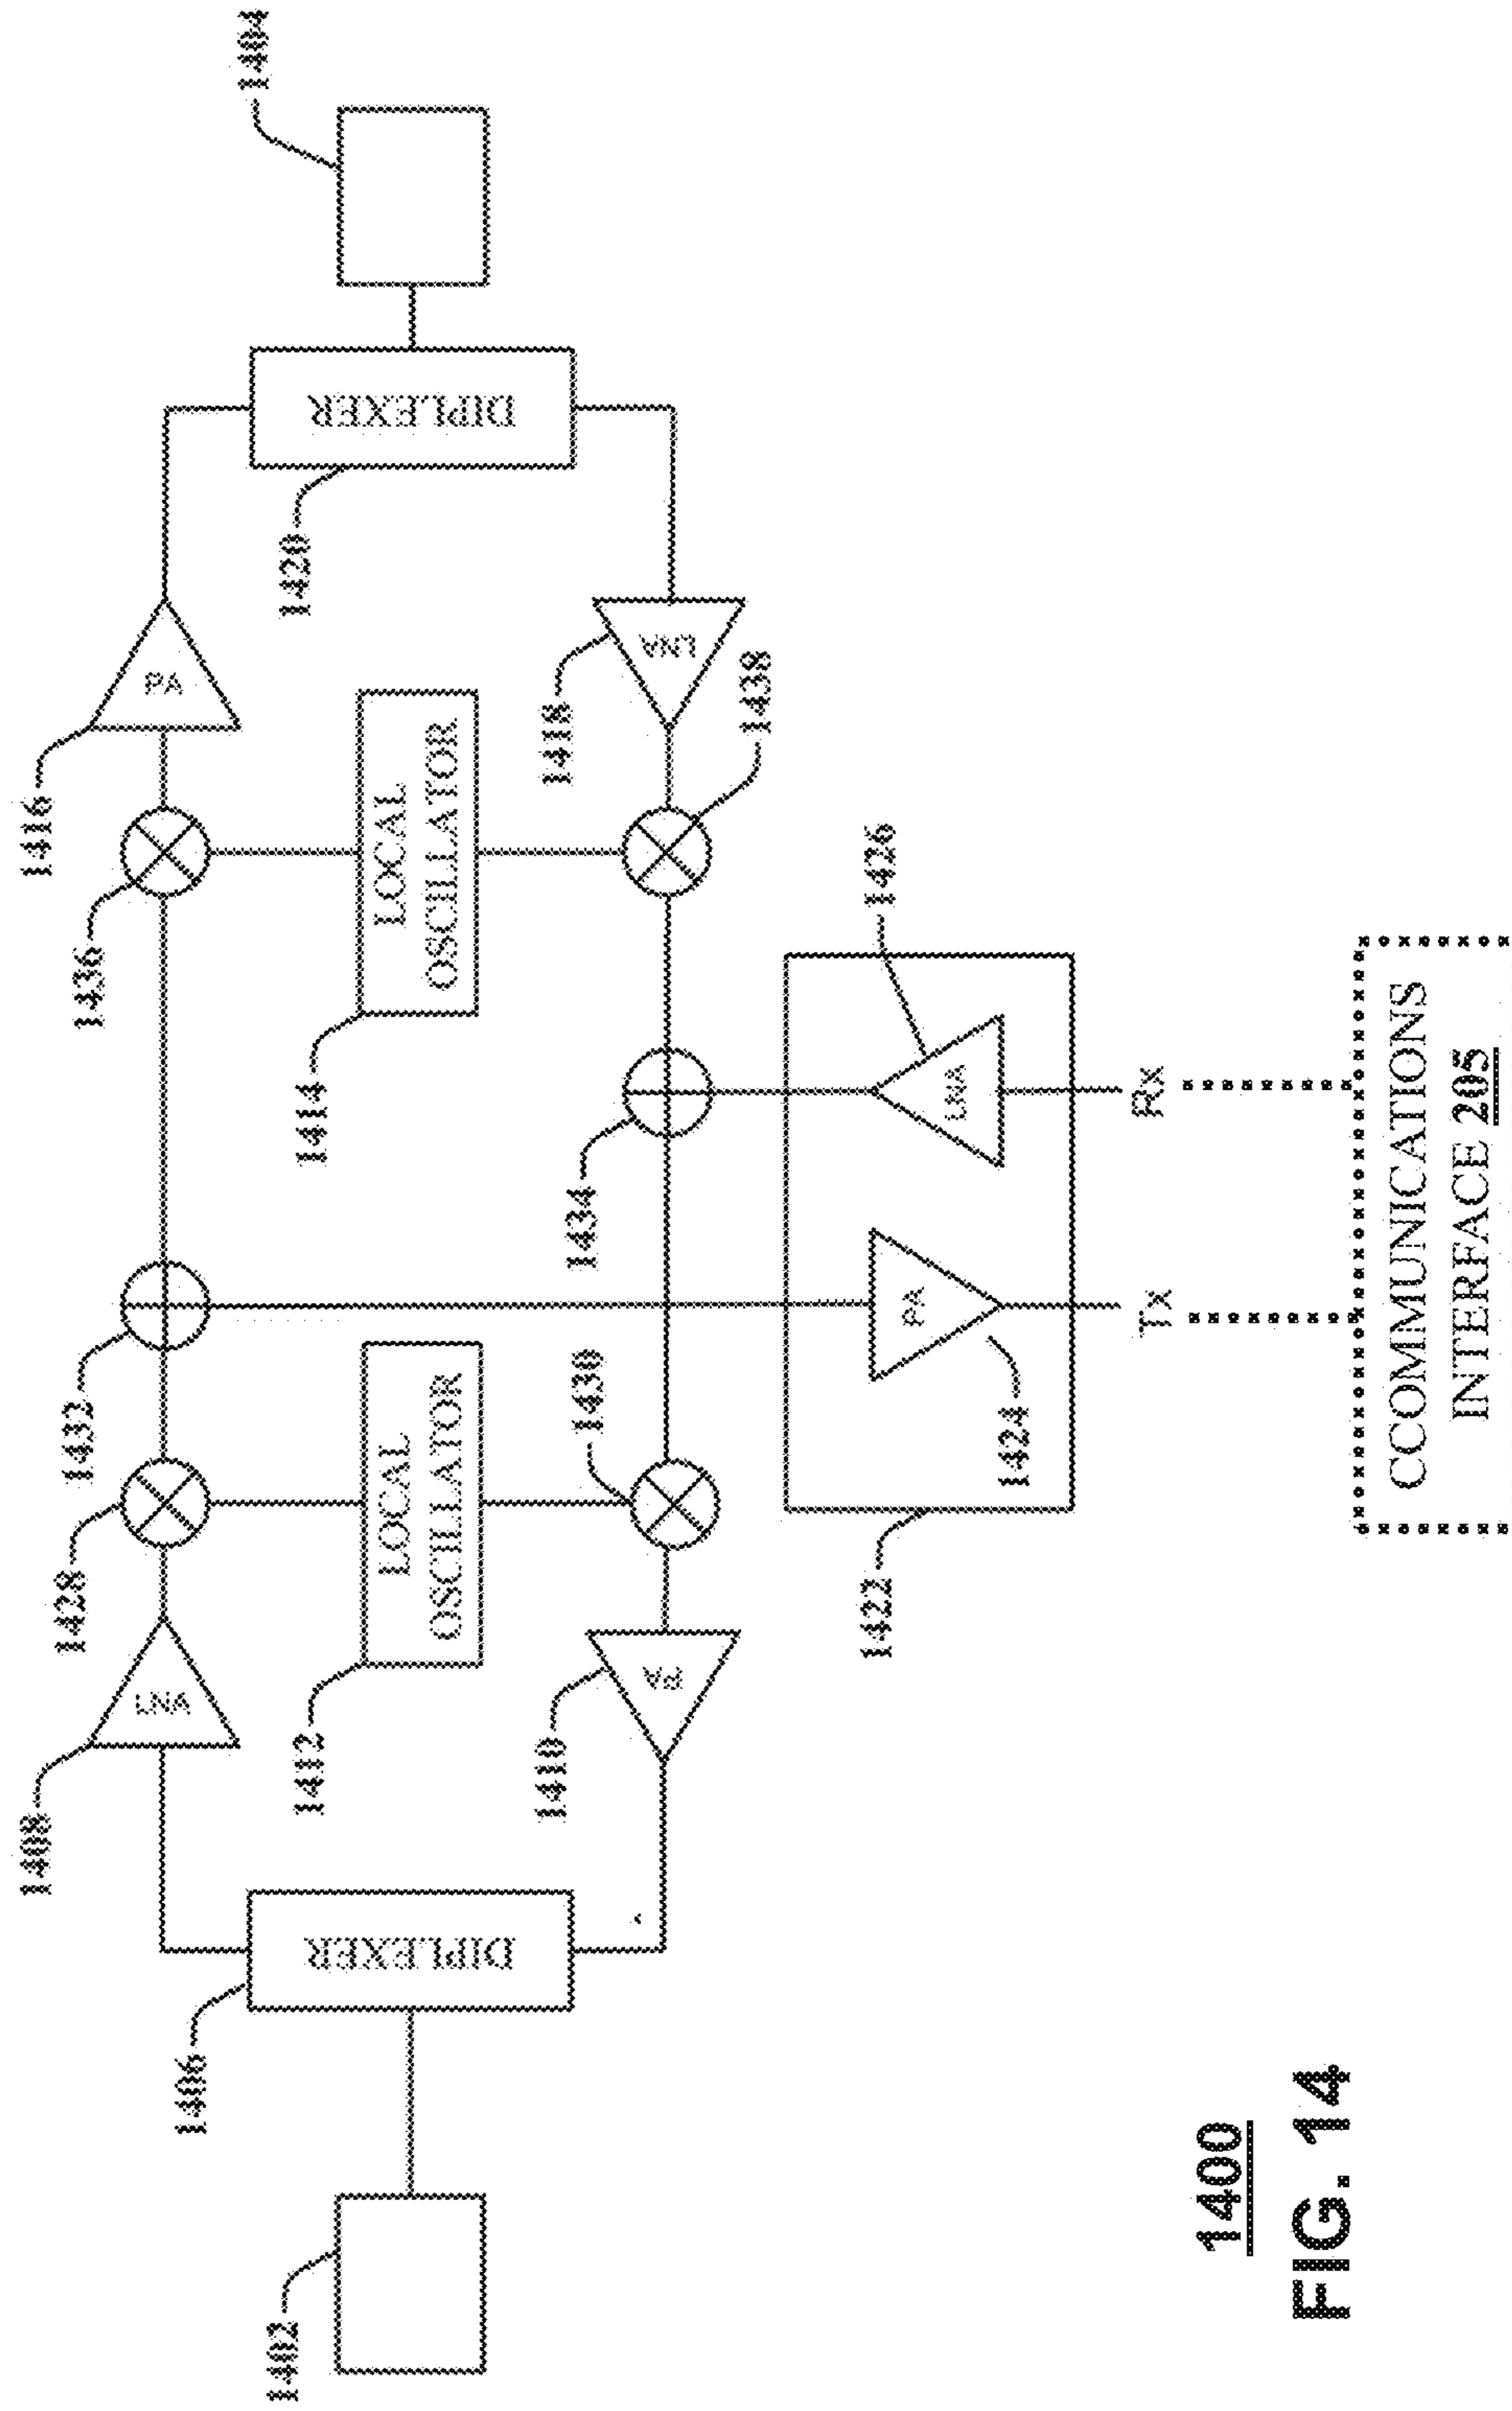 1408
1428
1432
1436
1416
LNA
PA
1406
1404
1402
DIPLEXER
1412
LOCAL
OSCILLATOR
1414
LOCAL
OSCILLATOR
1420
DIPLEXER
1410
PA
1430
1434
1418
LNA
1438
1422
1424
PA
LNA
1426
Tx
Rx
CCOMMUNICATIONS
INTERFACE 205
1400
FIG. 14